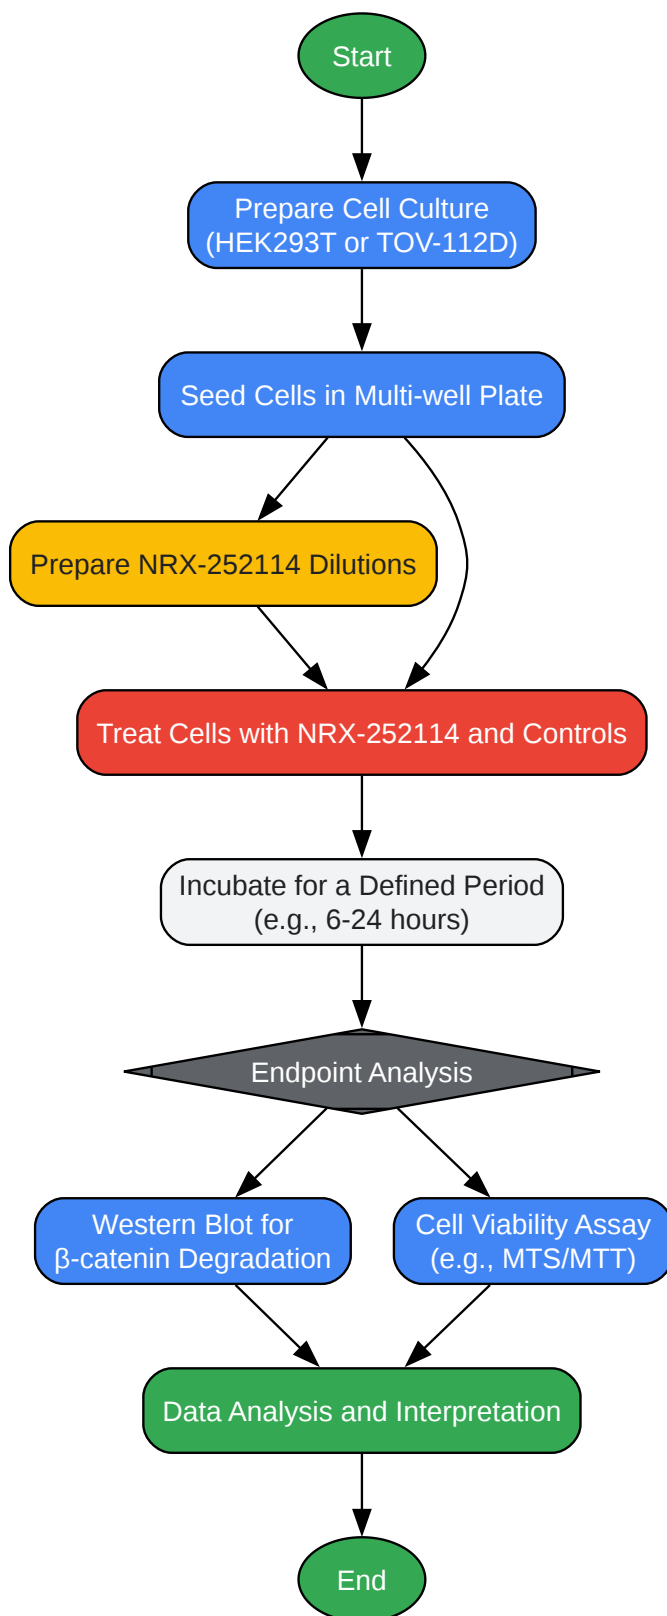 Start
Prepare Cell Culture
(HEK293T or TOV-112D)
Seed Cells in Multi-well Plate
Prepare NRX-252114 Dilutions
Treat Cells with NRX-252114 and Controls
Incubate for a Defined Period
(e.g., 6-24 hours)
Endpoint Analysis
Western Blot for
β-catenin Degradation
Cell Viability Assay
(e.g., MTS/MTT)
Data Analysis and Interpretation
End